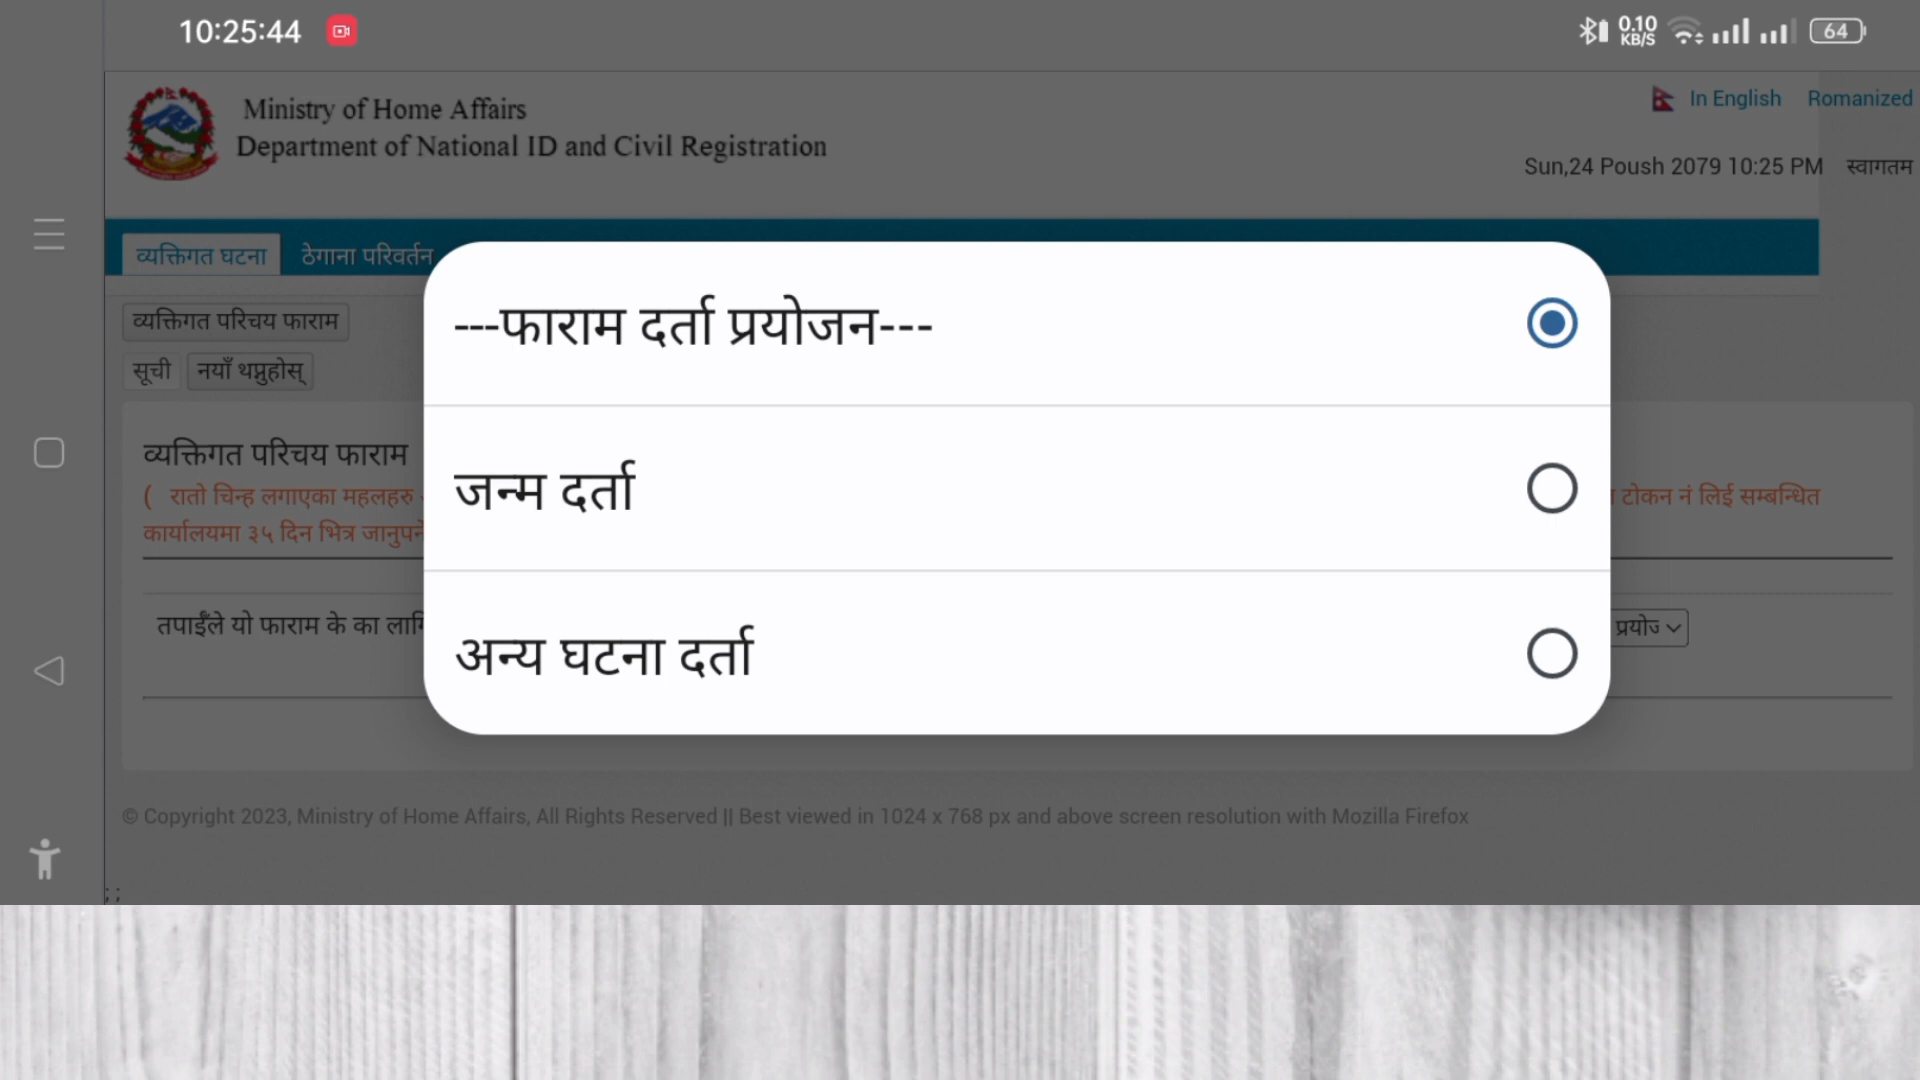 10:25:44
0.10
KB/S
64
Ministry of Home Affairs
Department of National ID and Civil Registration
In English Romanized
Sun,24 Poush 2079 10:25 PM स्वागतम
व्यक्तिगत घटना ठेगाना परिवर्तन
व्यक्तिगत परिचय फाराम
सूची नयाँ थप्नुहोस्
---फाराम दर्ता प्रयोजन---
जन्म दर्ता
अन्य घटना दर्ता
व्यक्तिगत परिचय फाराम
( रातो चिन्ह लगाएका महलहरु टोकन नं लिई सम्बन्धित
कार्यालयमा ३५ दिन भित्र
तपाईँले यो फाराम के का
© Copyright 2023, Ministry of Home Affairs, All Rights Reserved || Best viewed in 1024 x 768 px and above screen resolution with Mozilla Firefox
; ;